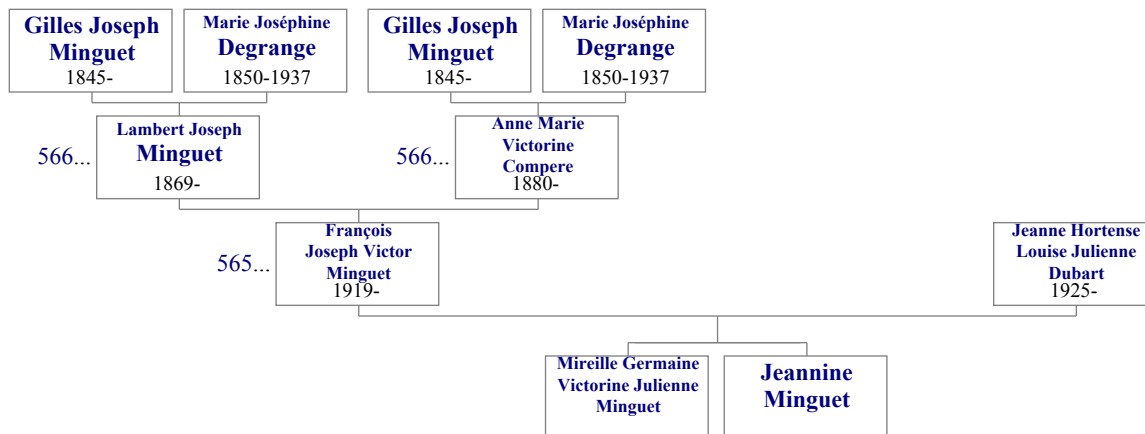 Gilles Joseph
Minguet
1845-
Marie Joséphine
Degrange
1850-1937
Gilles Joseph
Minguet
1845-
Marie Joséphine
Degrange
1850-1937
566...
Lambert Joseph
Minguet
1869-
566...
Anne Marie
Victorine
Compere
1880-
565...
François
Joseph Victor
Minguet
1919-
Jeanne Hortense
Louise Julienne
Dubart
1925-
Mireille Germaine
Victorine Julienne
Minguet
Jeannine
Minguet